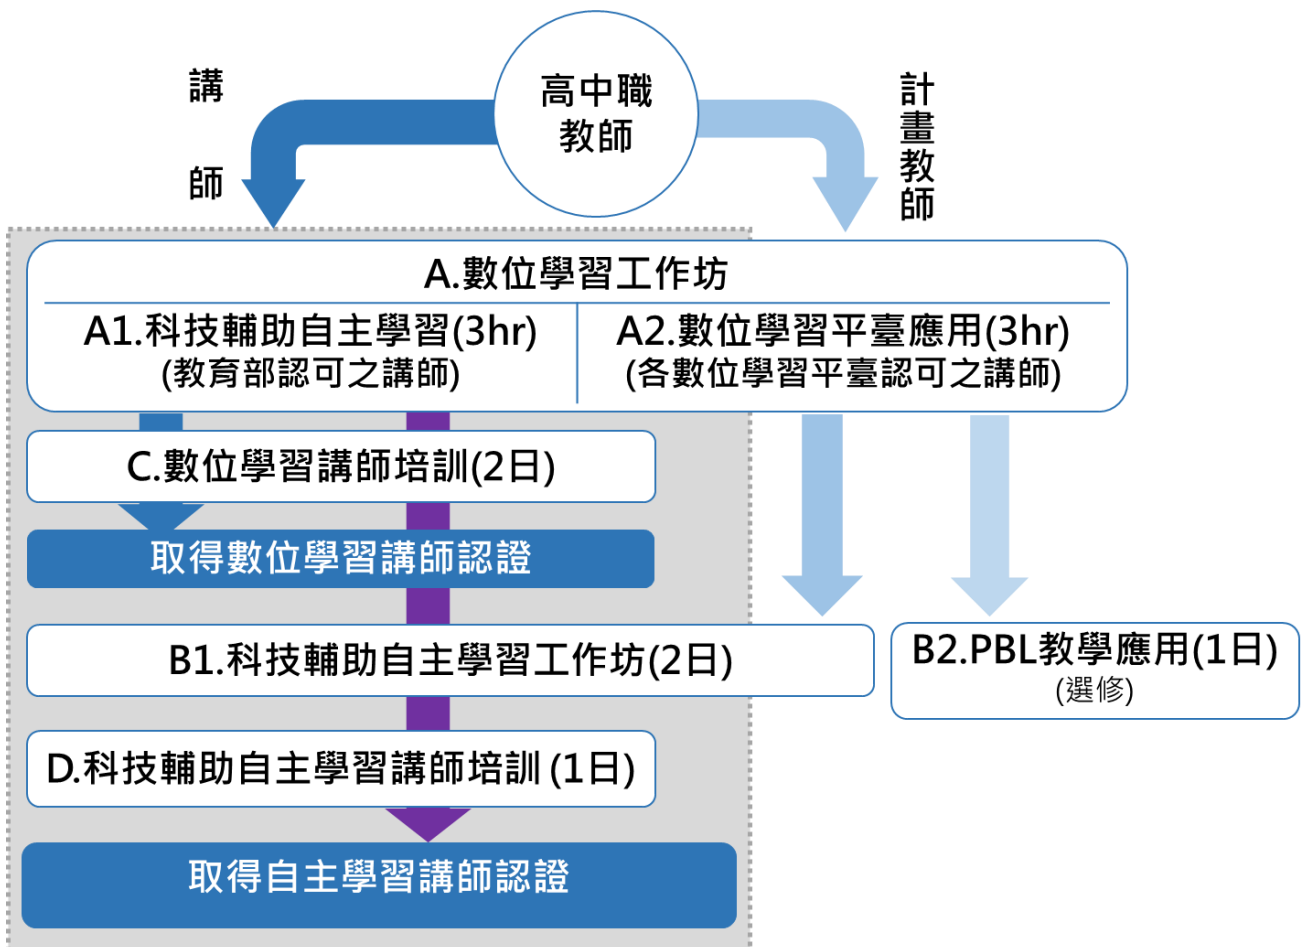 高中職
教師
講
師
計
畫
教
師
A.數位學習工作坊
A1.科技輔助自主學習(3hr)
(教育部認可之講師)
A2.數位學習平臺應用(3hr)
(各數位學習平臺認可之講師)
C.數位學習講師培訓(2日)
取得數位學習講師認證
B1.科技輔助自主學習工作坊(2日)
B2.PBL教學應用(1日)
(選修)
D.科技輔助自主學習講師培訓(1日)
取得自主學習講師認證